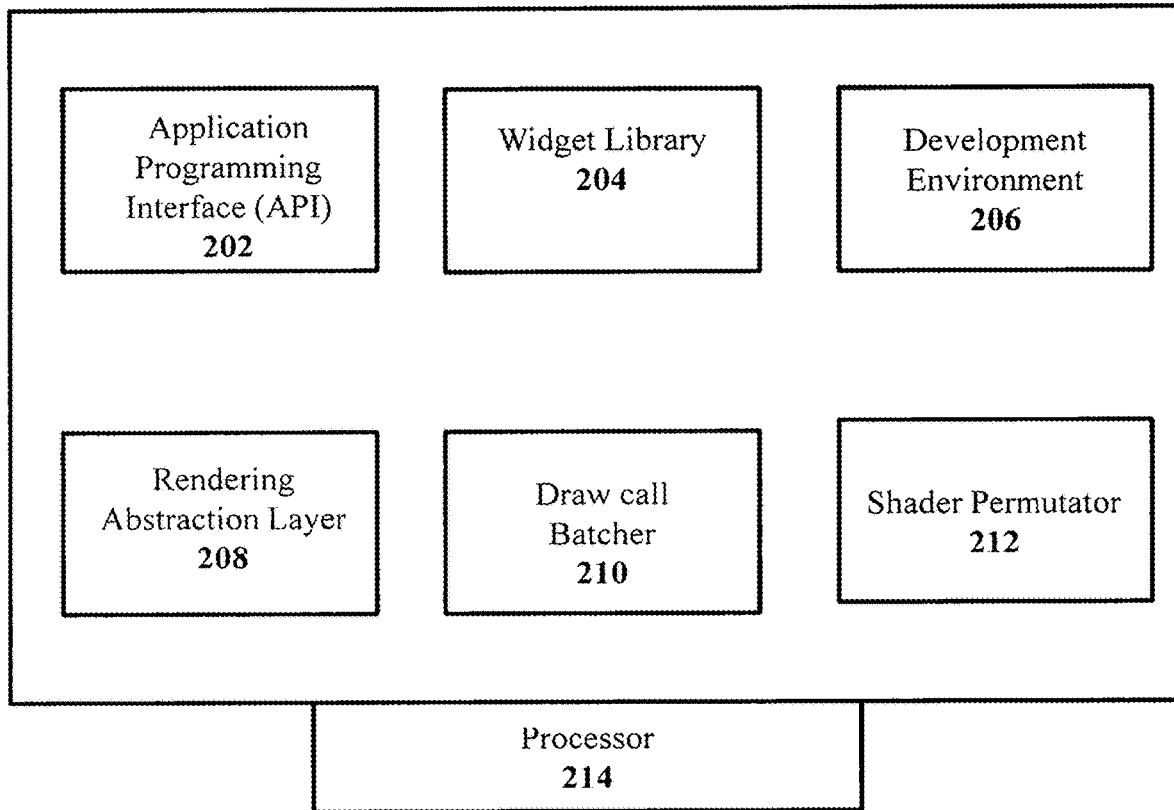 Application
Programming
Interface (API)
202
Widget Library
204
Development
Environment
206
Rendering
Abstraction Layer
208
Draw call
Batcher
210
Shader Permutator
212
Processor
214